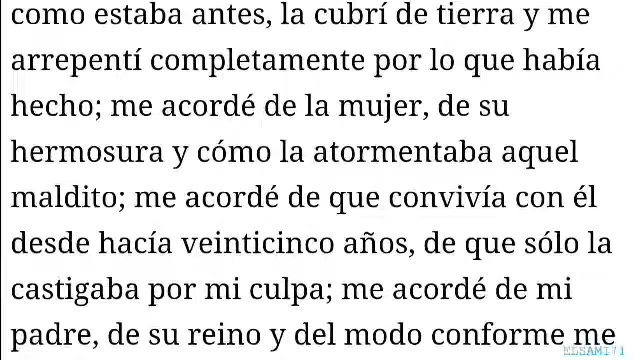 como estaba antes, la cubrí de tierra y me
arrepentí completamente por lo que había
hecho; me acordé de la mujer, de su
hermosura y cómo la atormentaba aquel
maldito; me acordé de que convivía con él
desde hacía veinticinco años, de que sólo la
castigaba por mi culpa; me acordé de mi
padre, de su reino y del modo conforme me
ELSAMI71